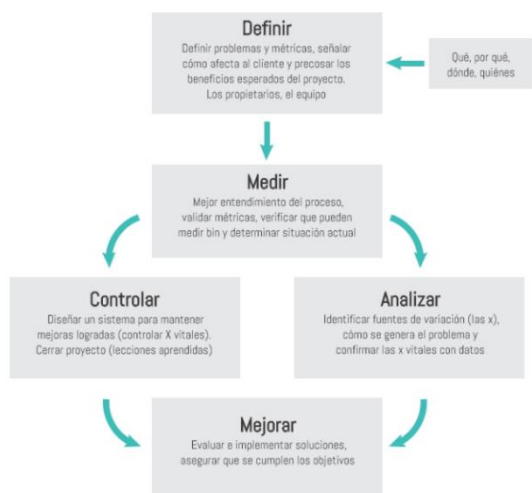 Definir
Definir problemas y métricas, señalar
cómo afecta al cliente y precosar los
beneficios esperados del proyecto.
Los propietarios, el equipo
Qué, por qué,
dónde, quiénes
Medir
Mejor entendimiento del proceso,
validar métricas, verificar que pueden
medir bin y determinar situación actual
Controlar
Diseñar un sistema para mantener
mejoras logradas (controlar X vitales).
Cerrar proyecto (lecciones aprendidas)
Analizar
Identificar fuentes de variación (las x),
cómo se genera el problema y
confirmar las x vitales con datos
Mejorar
Evaluar e implementar soluciones,
asegurar que se cumplen los objetivos